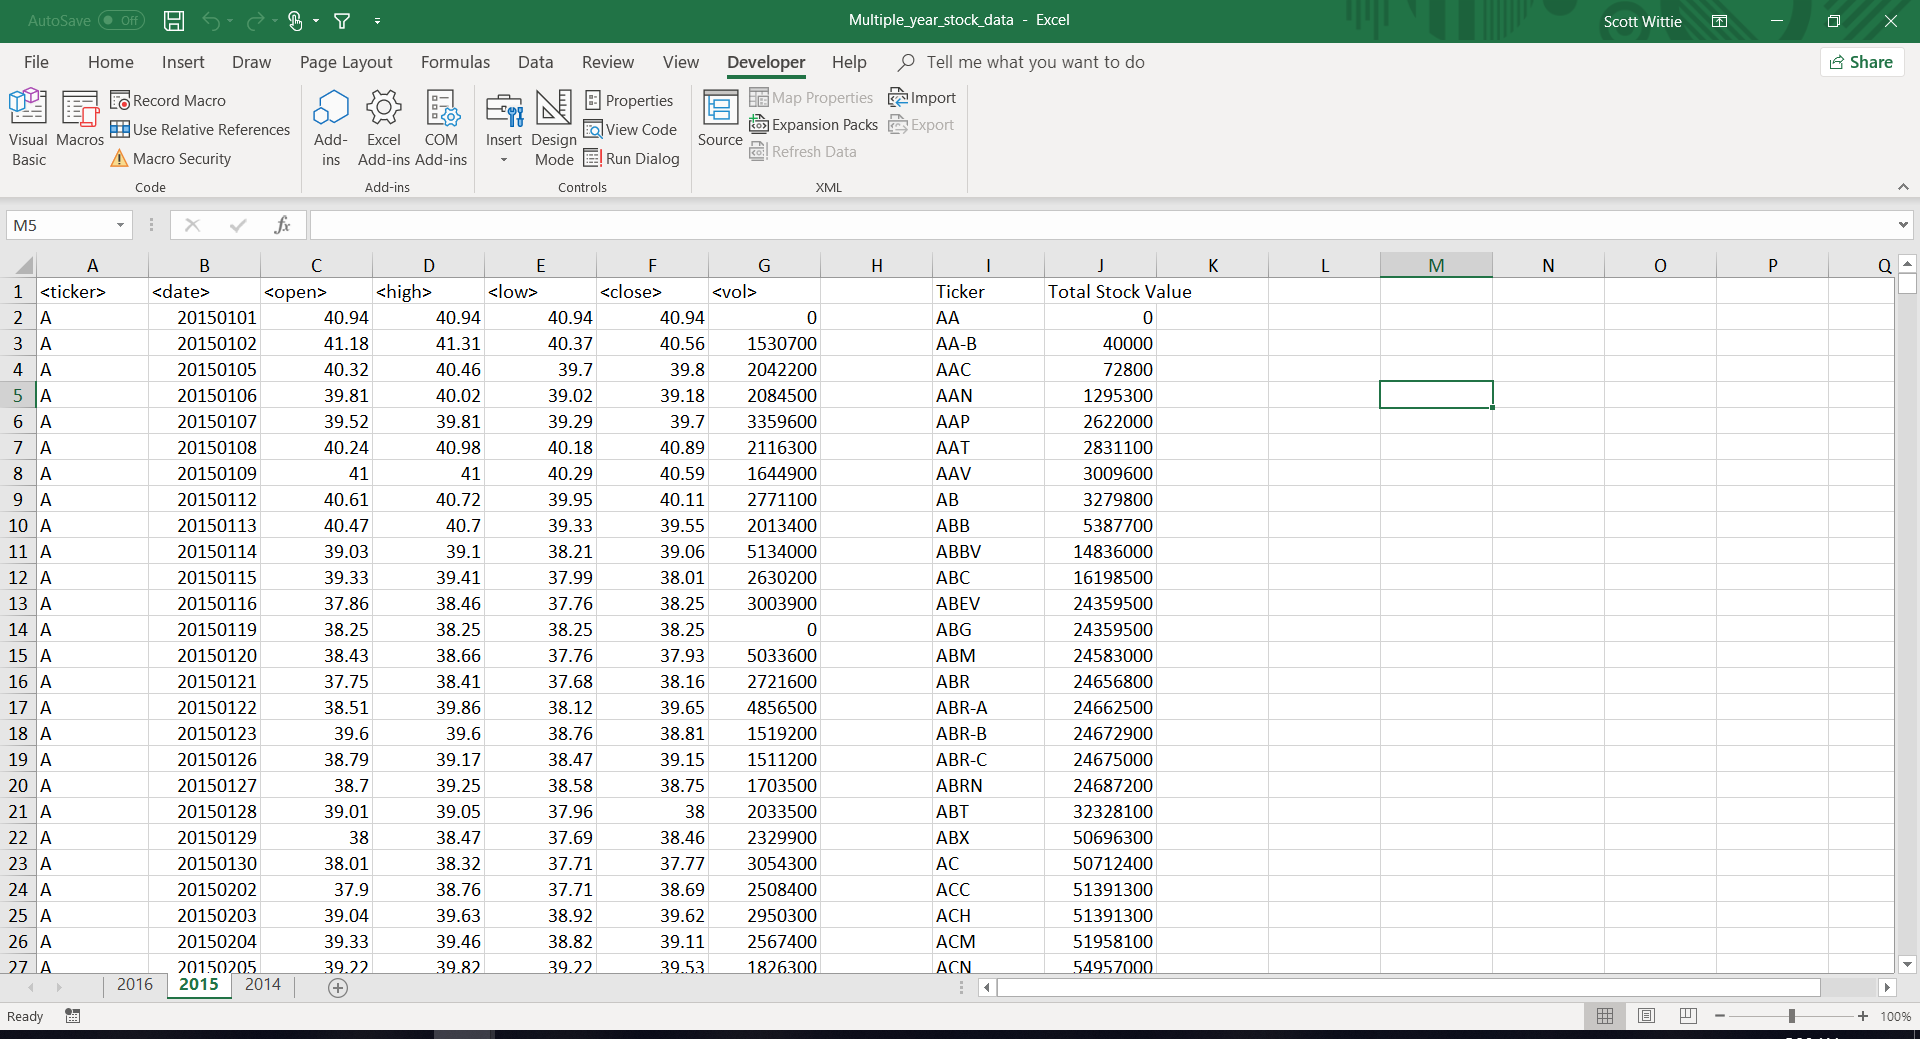 AutoSave Off Multiple_year_stock_data - Excel Scott Wittie
File Home Insert Draw Page Layout Formulas Data Review View Developer Help Tell me what you want to do Share
Visual Basic
Macros
Record Macro
Use Relative References
Macro Security
Code
Add-ins
Excel Add-ins
COM Add-ins
Add-ins
Insert
Design Mode
Properties
View Code
Run Dialog
Controls
Source
Map Properties
Expansion Packs
Refresh Data
Import
Export
XML
M5 fx
A B C D E F G H I J K L M N O P Q
1 <ticker> <date> <open> <high> <low> <close> <vol> Ticker Total Stock Value
2 A 20150101 40.94 40.94 40.94 40.94 0 AA 0
3 A 20150102 41.18 41.31 40.37 40.56 1530700 AA-B 40000
4 A 20150105 40.32 40.46 39.7 39.8 2042200 AAC 72800
5 A 20150106 39.81 40.02 39.02 39.18 2084500 AAN 1295300
6 A 20150107 39.52 39.81 39.29 39.7 3359600 AAP 2622000
7 A 20150108 40.24 40.98 40.18 40.89 2116300 AAT 2831100
8 A 20150109 41 41 40.29 40.59 1644900 AAV 3009600
9 A 20150112 40.61 40.72 39.95 40.11 2771100 AB 3279800
10 A 20150113 40.47 40.7 39.33 39.55 2013400 ABB 5387700
11 A 20150114 39.03 39.1 38.21 39.06 5134000 ABBV 14836000
12 A 20150115 39.33 39.41 37.99 38.01 2630200 ABC 16198500
13 A 20150116 37.86 38.46 37.76 38.25 3003900 ABEV 24359500
14 A 20150119 38.25 38.25 38.25 38.25 0 ABG 24359500
15 A 20150120 38.43 38.66 37.76 37.93 5033600 ABM 24583000
16 A 20150121 37.75 38.41 37.68 38.16 2721600 ABR 24656800
17 A 20150122 38.51 39.86 38.12 39.65 4856500 ABR-A 24662500
18 A 20150123 39.6 39.6 38.76 38.81 1519200 ABR-B 24672900
19 A 20150126 38.79 39.17 38.47 39.15 1511200 ABR-C 24675000
20 A 20150127 38.7 39.25 38.58 38.75 1703500 ABRN 24687200
21 A 20150128 39.01 39.05 37.96 38 2033500 ABT 32328100
22 A 20150129 38 38.47 37.69 38.46 2329900 ABX 50696300
23 A 20150130 38.01 38.32 37.71 37.77 3054300 AC 50712400
24 A 20150202 37.9 38.76 37.71 38.69 2508400 ACC 51391300
25 A 20150203 39.04 39.63 38.92 39.62 2950300 ACH 51391300
26 A 20150204 39.33 39.46 38.82 39.11 2567400 ACM 51958100
27 A 20150205 39.22 39.82 39.22 39.53 1826300 ACN 54957000
2016 2015 2014
Ready 100%